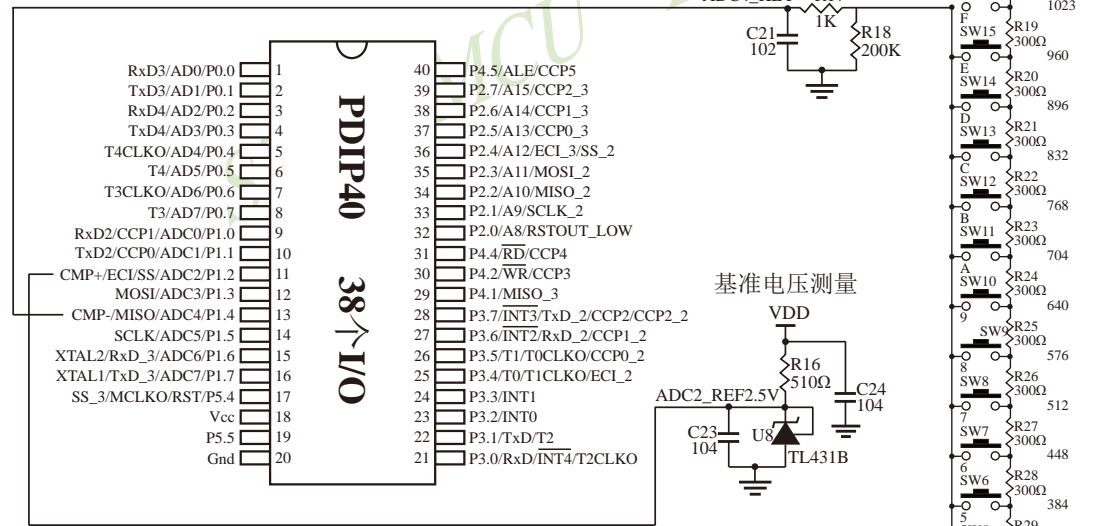 1023
1K
C21
102
R18
200K
MCU
F
SW15
R19
300Ω
960
E
SW14
R20
300Ω
896
D
SW13
R21
300Ω
832
C
SW12
R22
300Ω
768
B
SW11
R23
300Ω
704
A
SW10
R24
300Ω
640
9
SW9
R25
300Ω
576
8
SW8
R26
300Ω
512
7
SW7
R27
300Ω
448
6
SW6
R28
300Ω
384
5
R29
PDIP40
38个I/O
RxD3/AD0/P0.0 1
TxD3/AD1/P0.1 2
RxD4/AD2/P0.2 3
TxD4/AD3/P0.3 4
T4CLKO/AD4/P0.4 5
T4/AD5/P0.5 6
T3CLKO/AD6/P0.6 7
T3/AD7/P0.7 8
RxD2/CCP1/ADC0/P1.0 9
TxD2/CCP0/ADC1/P1.1 10
CMP+/ECI/SS/ADC2/P1.2 11
MOSI/ADC3/P1.3 12
CMP-/MISO/ADC4/P1.4 13
SCLK/ADC5/P1.5 14
XTAL2/RxD_3/ADC6/P1.6 15
XTAL1/TxD_3/ADC7/P1.7 16
SS_3/MCLKO/RST/P5.4 17
Vcc 18
P5.5 19
Gnd 20
40 P4.5/ALE/CCP5
39 P2.7/A15/CCP2_3
38 P2.6/A14/CCP1_3
37 P2.5/A13/CCP0_3
36 P2.4/A12/ECI_3/SS_2
35 P2.3/A11/MOSI_2
34 P2.2/A10/MISO_2
33 P2.1/A9/SCLK_2
32 P2.0/A8/RSTOUT_LOW
31 P4.4/RD/CCP4
30 P4.2/WR/CCP3
29 P4.1/MISO_3
28 P3.7/INT3/TxD_2/CCP2/CCP2_2
27 P3.6/INT2/RxD_2/CCP1_2
26 P3.5/T1/T0CLKO/CCP0_2
25 P3.4/T0/T1CLKO/ECI_2
24 P3.3/INT1
23 P3.2/INT0
22 P3.1/TxD/T2
21 P3.0/RxD/INT4/T2CLKO
基准电压测量
VDD
R16
510Ω
C24
104
ADC2_REF2.5V
C23
104
U8
TL431B